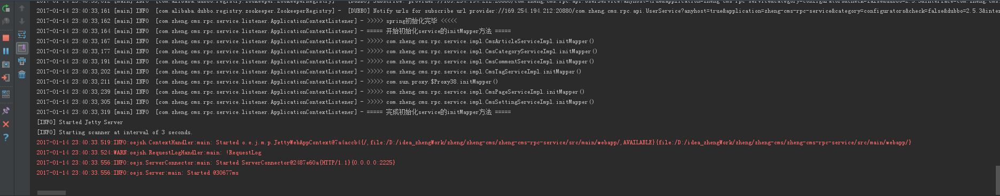 2017-01-14 23:40:33,161 [main] INFO  [com.alibaba.dubbo.registry.zookeeper.ZookeeperRegistry] -  [DUBBO] Notify urls for subscribe url provider://169.254.194.212:20880/com.zheng.cms.rpc.api.UserService?anyhost=true&application=zheng-cms-rpc-service&category=configurators&check=false&dubbo=2.5.3&inter
2017-01-14 23:40:33,162 [main] INFO  [com.zheng.cms.rpc.service.listener.ApplicationContextListener] - >>>>> spring初始化完毕 <<<<<
2017-01-14 23:40:33,164 [main] INFO  [com.zheng.cms.rpc.service.listener.ApplicationContextListener] - ===== 开始初始化service的initMapper方法 =====
2017-01-14 23:40:33,167 [main] INFO  [com.zheng.cms.rpc.service.listener.ApplicationContextListener] - >>>>> com.zheng.cms.rpc.service.impl.CmsArticleServiceImpl.initMapper()
2017-01-14 23:40:33,177 [main] INFO  [com.zheng.cms.rpc.service.listener.ApplicationContextListener] - >>>>> com.zheng.cms.rpc.service.impl.CmsCategoryServiceImpl.initMapper()
2017-01-14 23:40:33,191 [main] INFO  [com.zheng.cms.rpc.service.listener.ApplicationContextListener] - >>>>> com.zheng.cms.rpc.service.impl.CmsCommentServiceImpl.initMapper()
2017-01-14 23:40:33,202 [main] INFO  [com.zheng.cms.rpc.service.listener.ApplicationContextListener] - >>>>> com.zheng.cms.rpc.service.impl.CmsTagServiceImpl.initMapper()
2017-01-14 23:40:33,211 [main] INFO  [com.zheng.cms.rpc.service.listener.ApplicationContextListener] - >>>>> com.sun.proxy.$Proxy38.initMapper()
2017-01-14 23:40:33,239 [main] INFO  [com.zheng.cms.rpc.service.listener.ApplicationContextListener] - >>>>> com.zheng.cms.rpc.service.impl.CmsPageServiceImpl.initMapper()
2017-01-14 23:40:33,305 [main] INFO  [com.zheng.cms.rpc.service.listener.ApplicationContextListener] - >>>>> com.zheng.cms.rpc.service.impl.CmsSettingServiceImpl.initMapper()
2017-01-14 23:40:33,319 [main] INFO  [com.zheng.cms.rpc.service.listener.ApplicationContextListener] - ===== 完成初始化service的initMapper方法 =====
[INFO] Started Jetty Server
[INFO] Starting scanner at interval of 3 seconds.
2017-01-14 23:40:33.519:INFO:oejsh.ContextHandler:main: Started o.e.j.m.p.JettyWebAppContext@7a4accb4{/,file:/D:/idea_zhengWork/zheng/zheng-cms/zheng-cms-rpc-service/src/main/webapp/,AVAILABLE}{file:/D:/idea_zhengWork/zheng/zheng-cms/zheng-cms-rpc-service/src/main/webapp/}
2017-01-14 23:40:33.524:WARN:oejsh.RequestLogHandler:main: !RequestLog
2017-01-14 23:40:33.556:INFO:oejs.ServerConnector:main: Started ServerConnector@2487e60a{HTTP/1.1}{0.0.0.0:2225}
2017-01-14 23:40:33.556:INFO:oejs.Server:main: Started @30677ms